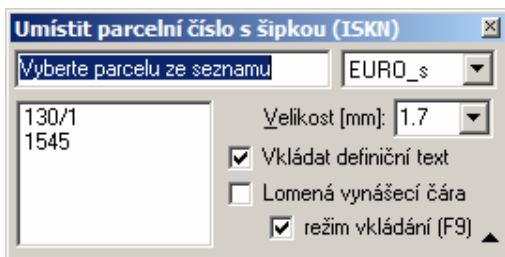 Umístit parcelní číslo s šipkou (ISKN)
Vyberte parcelu ze seznamu
EURO_s
130/1
1545
Velikost [mm]: 1.7
Vkládat definiční text
Lomená vynášecí čára
režim vkládání (F9)